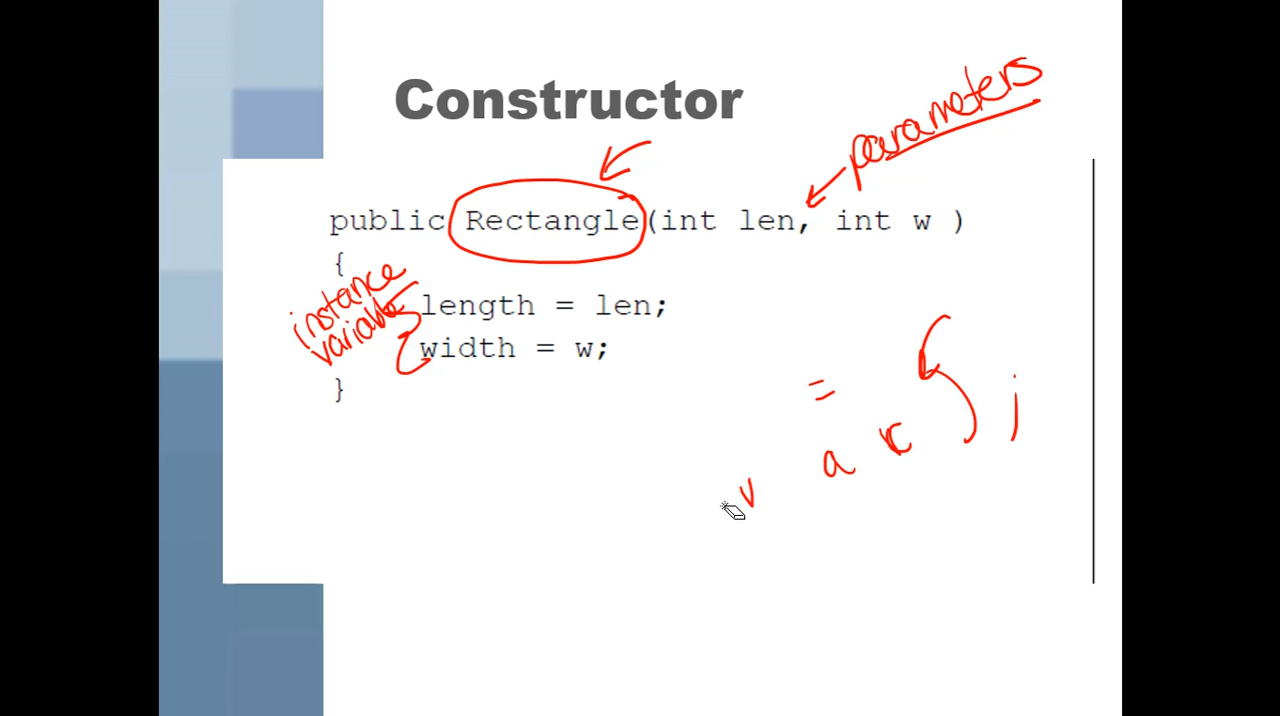 Constructor
parameters
public Rectangle(int len, int w )
{
instance
variable
length = len;
width = w;
}
=
v a r